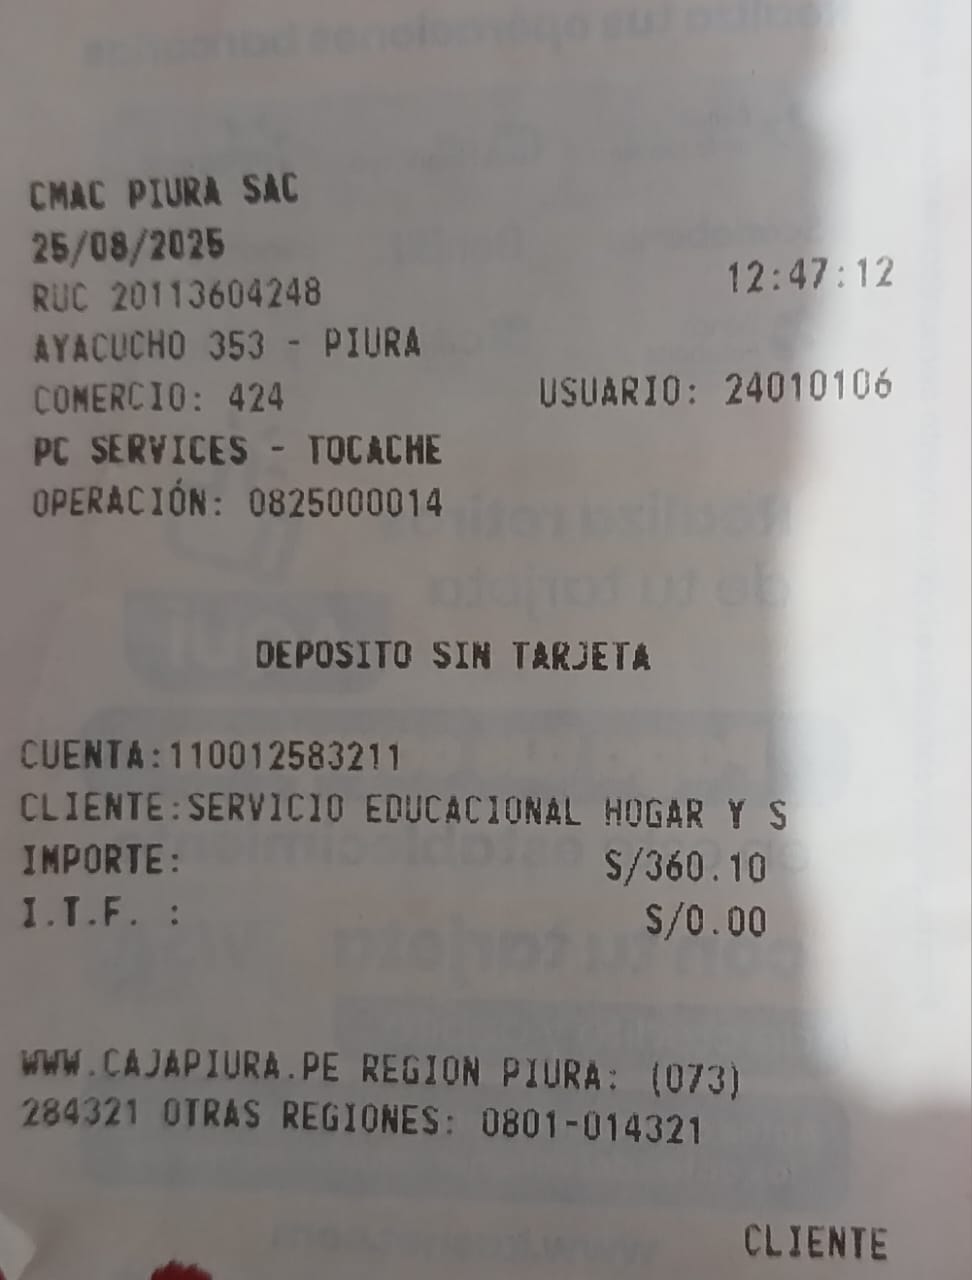 CMAC PIURA SAC
25/08/2025
RUC 20113604248 12:47:12
AYACUCHO 353 - PIURA
COMERCIO: 424 USUARIO: 24010106
PC SERVICES - TOCACHE
OPERACIÓN: 0825000014
DEPOSITO SIN TARJETA
CUENTA:110012583211
CLIENTE:SERVICIO EDUCACIONAL HOGAR Y S
IMPORTE: S/360.10
I.T.F. : S/0.00
WWW.CAJAPIURA.PE REGION PIURA: (073)
284321 OTRAS REGIONES: 0801-014321
CLIENTE